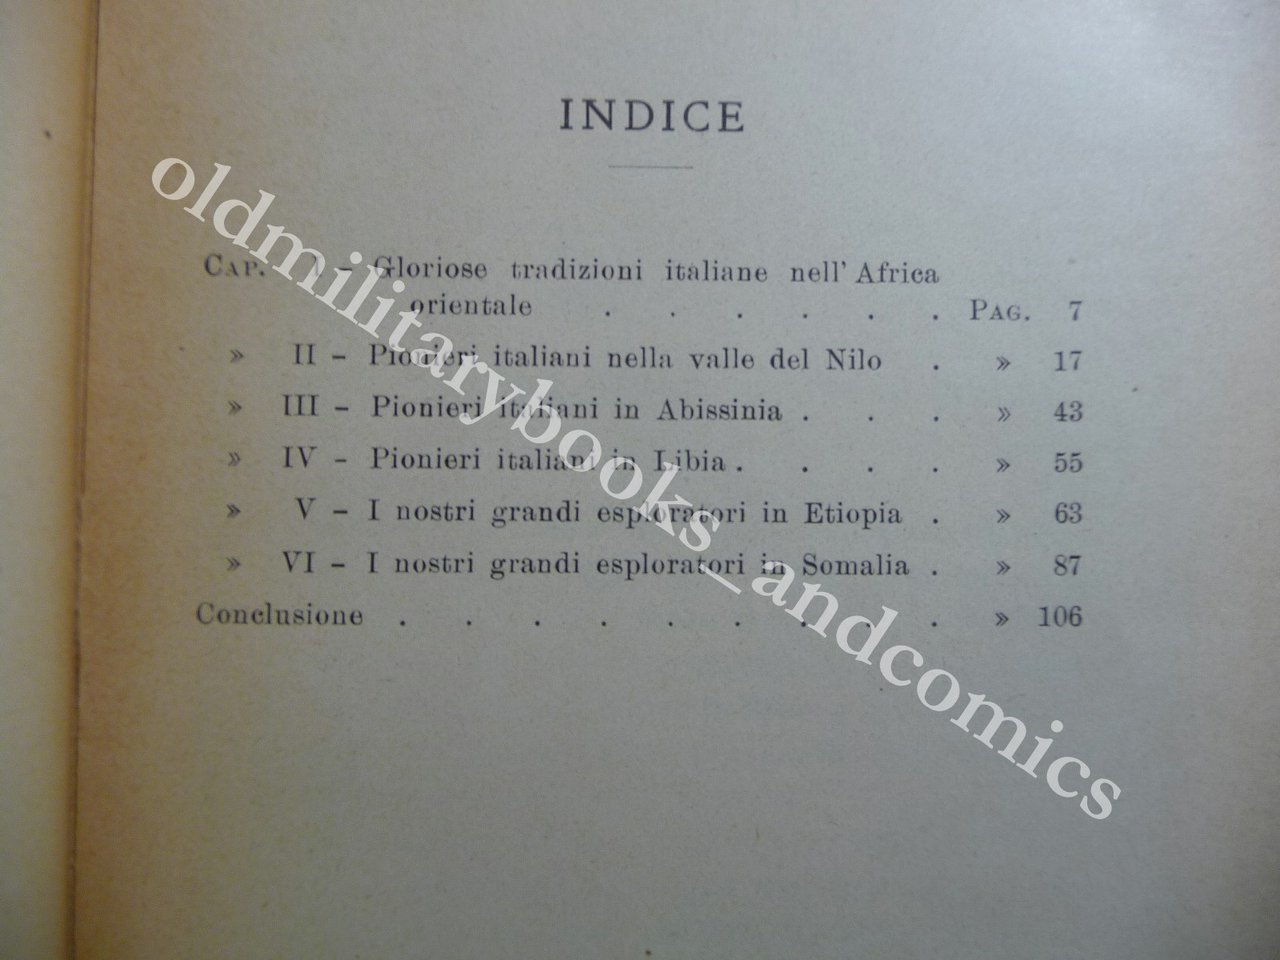 INDICE
CAP. I - Gloriose tradizioni italiane nell' Africa
orientale . . . . . . PAG. 7
» II - Pionieri italiani nella valle del Nilo . » 17
» III - Pionieri italiani in Abissinia . . . » 43
» IV - Pionieri italiani in Libia . . . . » 55
» V - I nostri grandi esploratori in Etiopia . » 63
» VI - I nostri grandi esploratori in Somalia . » 87
Conclusione . . . . . . . . . » 106
oldmilitarybooks_andcomics